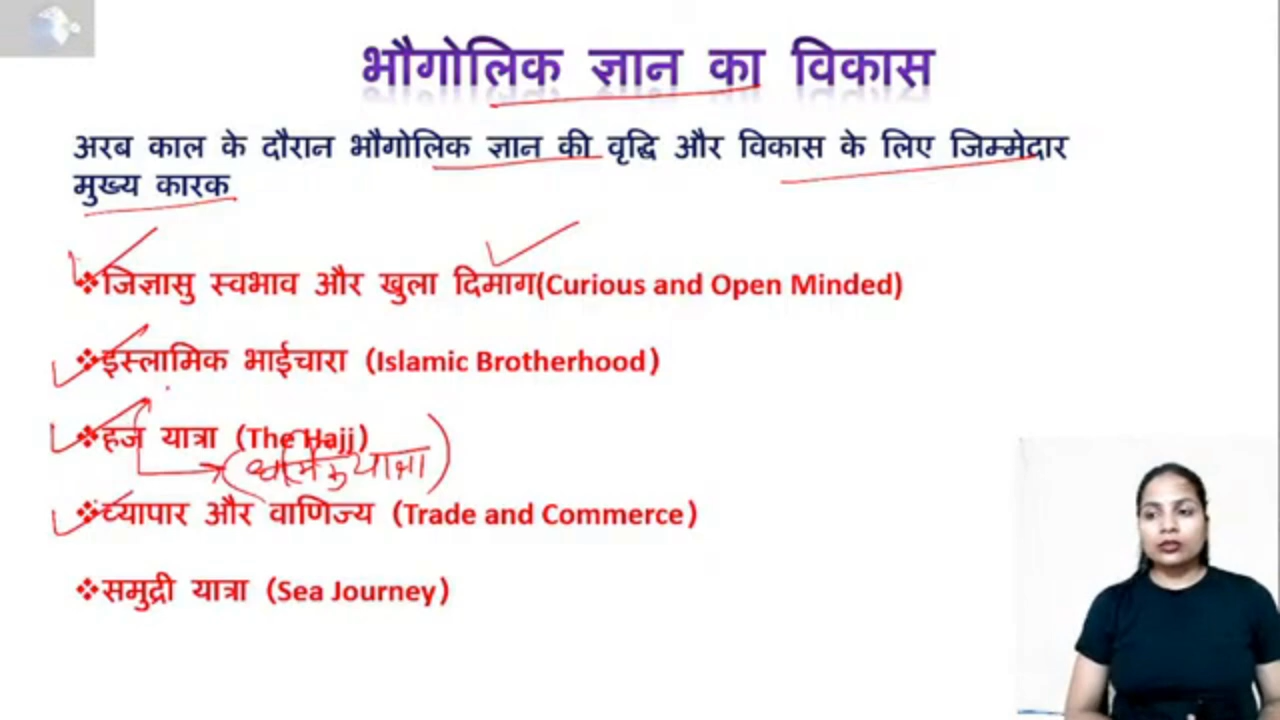 भौगोलिक ज्ञान का विकास
अरब काल के दौरान भौगोलिक ज्ञान की वृद्धि और विकास के लिए जिम्मेदार
मुख्य कारक
❖जिज्ञासु स्वभाव और खुला दिमाग(Curious and Open Minded)
❖इस्लामिक भाईचारा (Islamic Brotherhood)
❖हज यात्रा (The Hajj)
(धार्मिक यात्रा)
❖व्यापार और वाणिज्य (Trade and Commerce)
❖समुद्री यात्रा (Sea Journey)